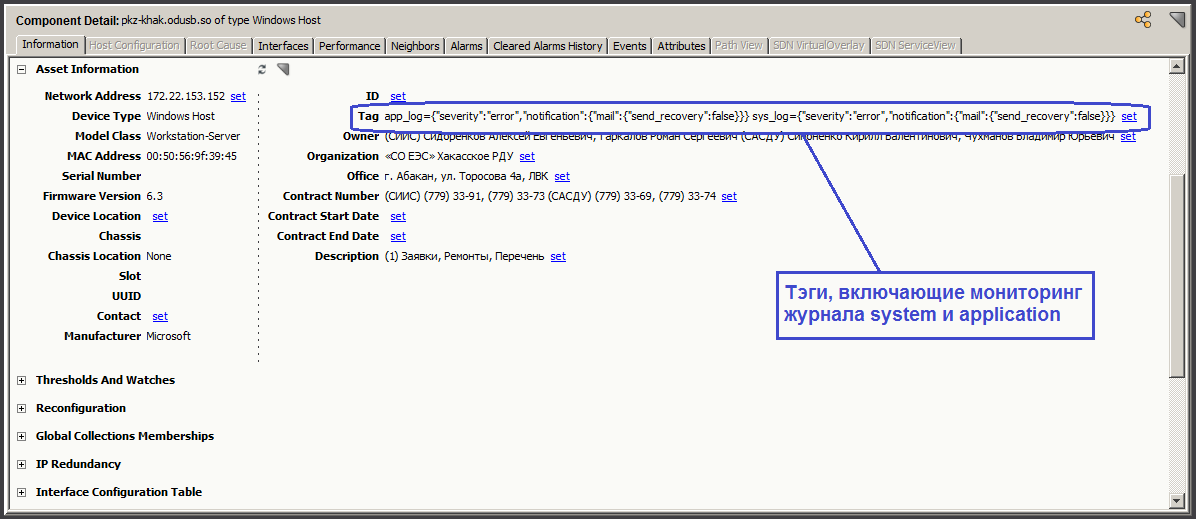 Component Detail: pkz-khak.odusb.so of type Windows Host
Information Host Configuration Root Cause Interfaces Performance Neighbors Alarms Cleared Alarms History Events Attributes Path View SDN VirtualOverlay SDN ServiceView
Asset Information
Network Address 172.22.153.152 set
Device Type Windows Host
Model Class Workstation-Server
MAC Address 00:50:56:9f:39:45
Serial Number
Firmware Version 6.3
Device Location set
Chassis
Chassis Location None
Slot
UUID
Contact set
Manufacturer Microsoft
ID set
Tag app_log={"severity":"error","notification":{"mail":{"send_recovery":false}}} sys_log={"severity":"error","notification":{"mail":{"send_recovery":false}}} set
Owner (СИИС) Сидоренков Алексей Евгеньевич, Гаркалов Роман Сергеевич (САСДУ) Симоненко Кирилл Валентинович, Чухманов Владимир Юрьевич set
Organization «СО ЕЭС» Хакасское РДУ set
Office г. Абакан, ул. Торосова 4а, ЛВК set
Contract Number (СИИС) (779) 33-91, (779) 33-73 (САСДУ) (779) 33-69, (779) 33-74 set
Contract Start Date set
Contract End Date set
Description (1) Заявки, Ремонты, Перечень set
Тэги, включающие мониторинг
журнала system и application
Thresholds And Watches
Reconfiguration
Global Collections Memberships
IP Redundancy
Interface Configuration Table